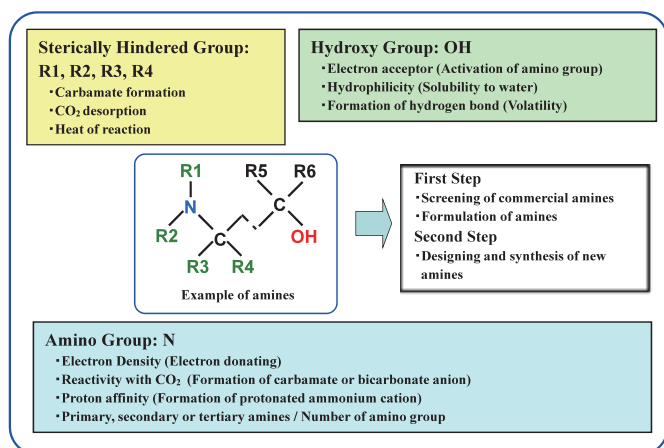 Sterically Hindered Group:
R1, R2, R3, R4
・Carbamate formation
・CO₂ desorption
・Heat of reaction
Hydroxy Group: OH
・Electron acceptor (Activation of amino group)
・Hydrophilicity (Solubility to water)
・Formation of hydrogen bond (Volatility)
R1
R5 R6
N
C
R2
C
OH
R3 R4
Example of amines
First Step
・Screening of commercial amines
・Formulation of amines
Second Step
・Designing and synthesis of new
amines
Amino Group: N
・Electron Density (Electron donating)
・Reactivity with CO₂ (Formation of carbamate or bicarbonate anion)
・Proton affinity (Formation of protonated ammonium cation)
・Primary, secondary or tertiary amines / Number of amino group